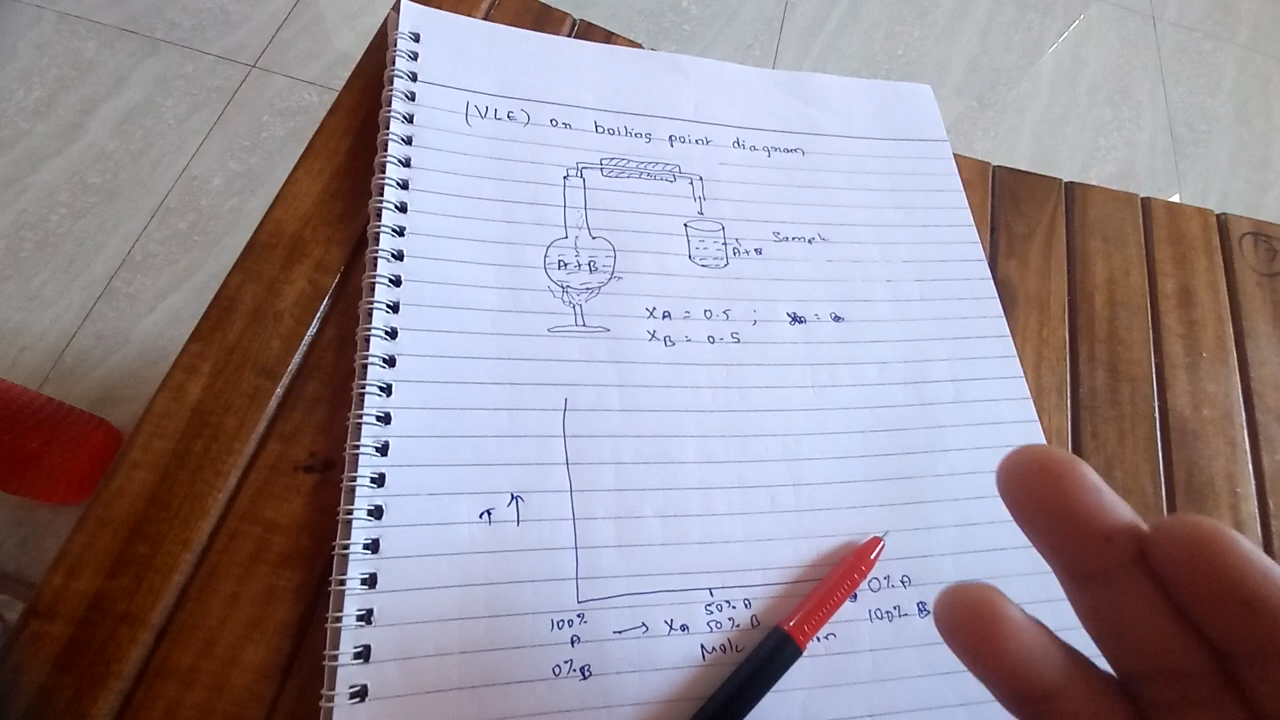 (VLE) on boiling point diagram
A+B
A+B
Sample
XA = 0.5 ;
XB = 0.5
T ↑
50% A
0% A
100%
A
→ XA
50% B
100% B
Mole
0% B